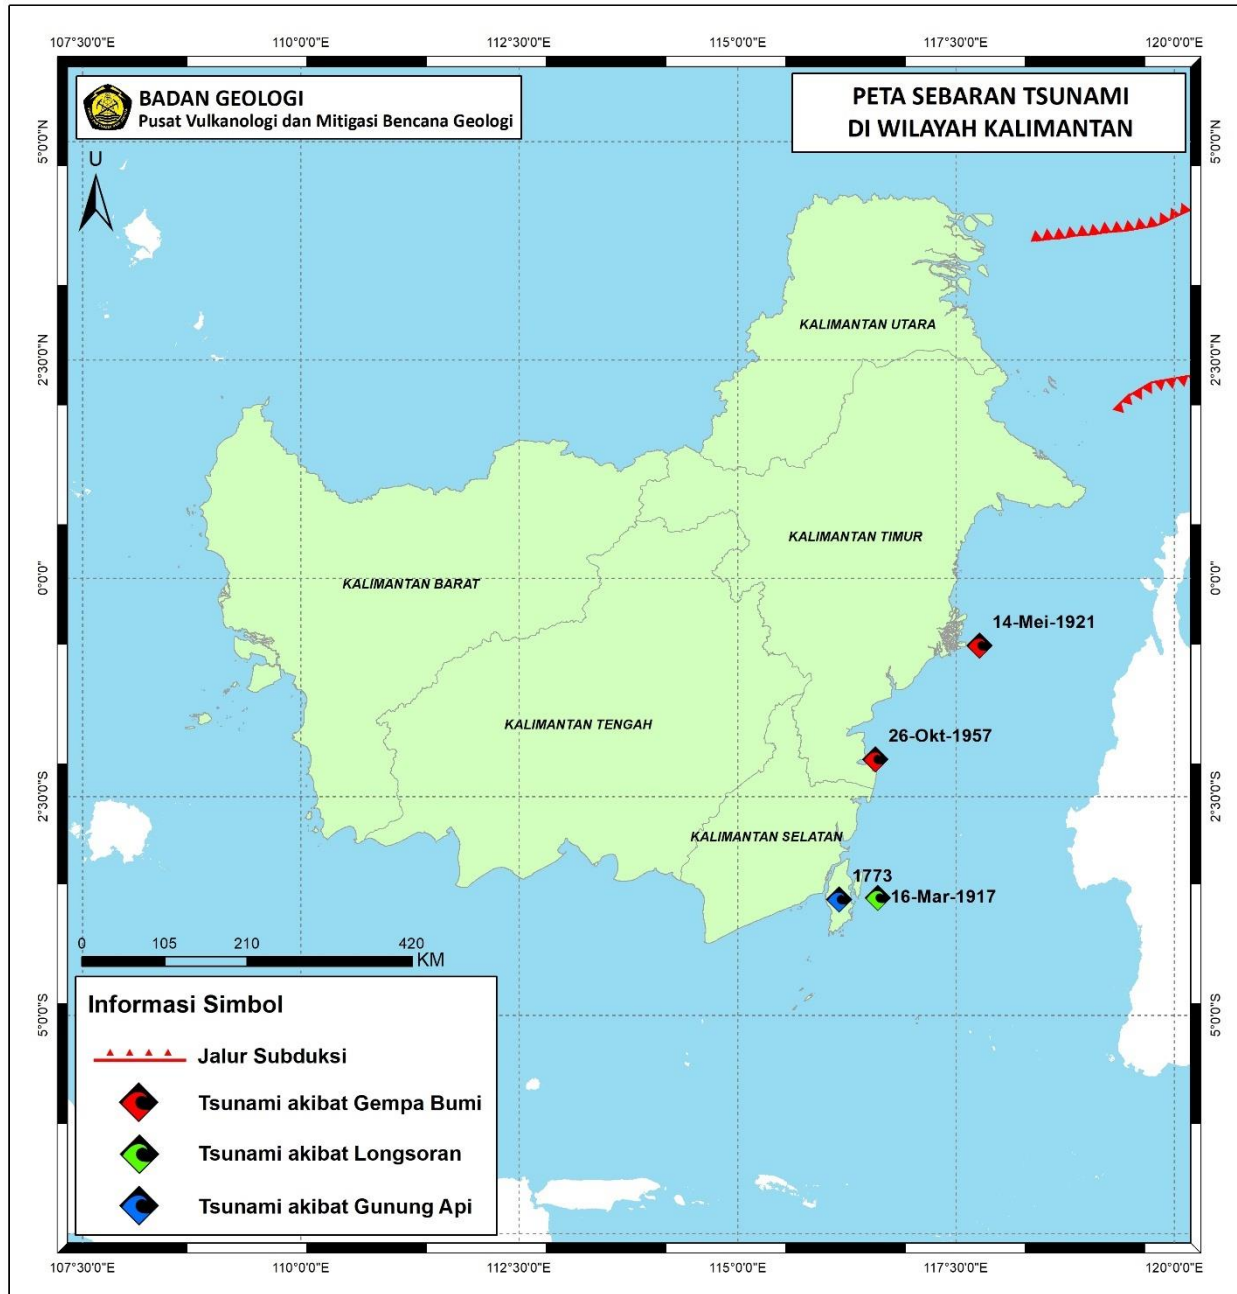 107°30'0"E 110°0'0"E 112°30'0"E 115°0'0"E 117°30'0"E 120°0'0"E
BADAN GEOLOGI
Pusat Vulkanologi dan Mitigasi Bencana Geologi
PETA SEBARAN TSUNAMI
DI WILAYAH KALIMANTAN
U
5°0'0"N 5°0'0"N
KALIMANTAN UTARA
2°30'0"N 2°30'0"N
KALIMANTAN TIMUR
KALIMANTAN BARAT
0°0'0" 0°0'0"
14-Mei-1921
KALIMANTAN TENGAH
26-Okt-1957
2°30'0"S 2°30'0"S
KALIMANTAN SELATAN
1773
16-Mar-1917
0 105 210 420
KM
5°0'0"S 5°0'0"S
Informasi Simbol
Jalur Subduksi
Tsunami akibat Gempa Bumi
Tsunami akibat Longsoran
Tsunami akibat Gunung Api
107°30'0"E 110°0'0"E 112°30'0"E 115°0'0"E 117°30'0"E 120°0'0"E